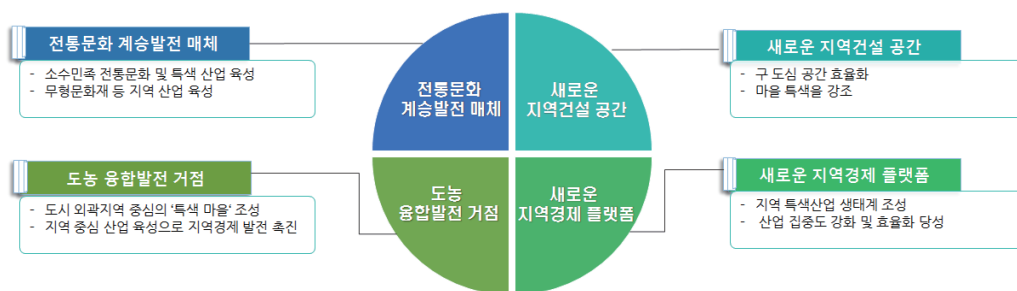 전통문화 계승발전 매체
- 소수민족 전통문화 및 특색 산업 육성
- 무형문화재 등 지역 산업 육성
새로운 지역건설 공간
- 구 도심 공간 효율화
- 마을 특색을 강조
전통문화
계승발전 매체
새로운
지역건설 공간
도농
융합발전 거점
새로운
지역경제 플랫폼
도농 융합발전 거점
- 도시 외곽지역 중심의 '특색 마을' 조성
- 지역 중심 산업 육성으로 지역경제 발전 촉진
새로운 지역경제 플랫폼
- 지역 특색산업 생태계 조성
- 산업 집중도 강화 및 효율화 당성